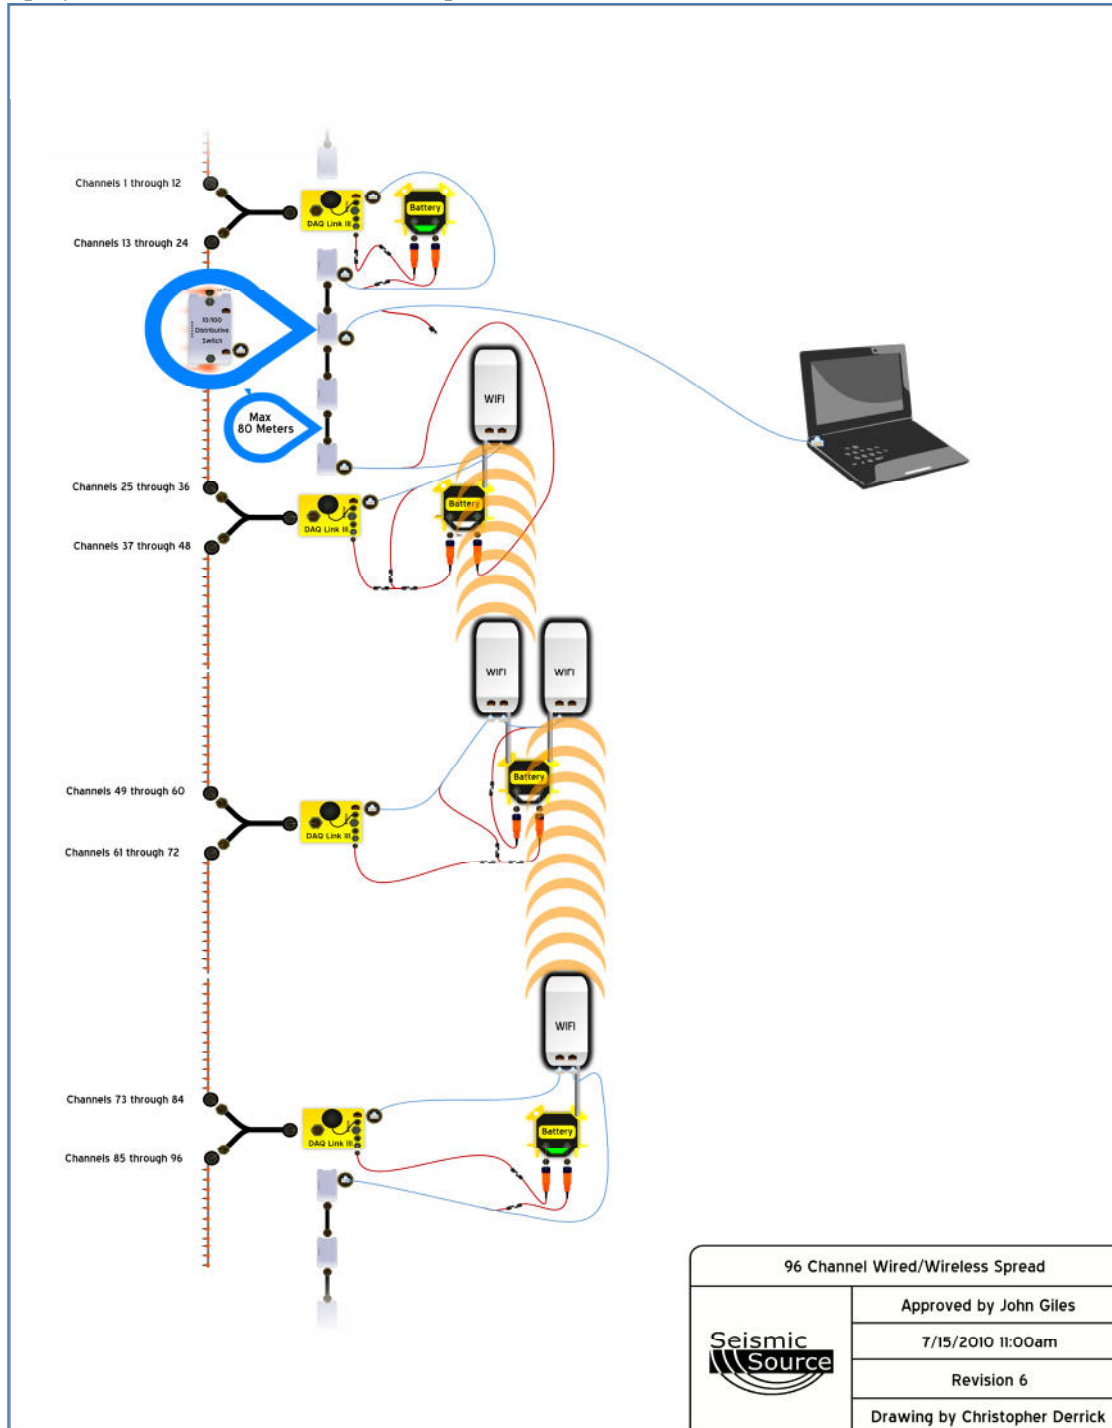 Channels 1 through 12
Battery
DAQ Link III
Channels 13 through 24
10/100
Distributive
Switch
WIFI
Max
80 Meters
Channels 25 through 36
Battery
DAQ Link III
Channels 37 through 48
WIFI
WIFI
Battery
Channels 49 through 60
DAQ Link III
Channels 61 through 72
WIFI
Channels 73 through 84
Battery
DAQ Link III
Channels 85 through 96
96 Channel Wired/Wireless Spread
Approved by John Giles
Seismic
Source
7/15/2010 11:00am
Revision 6
Drawing by Christopher Derrick